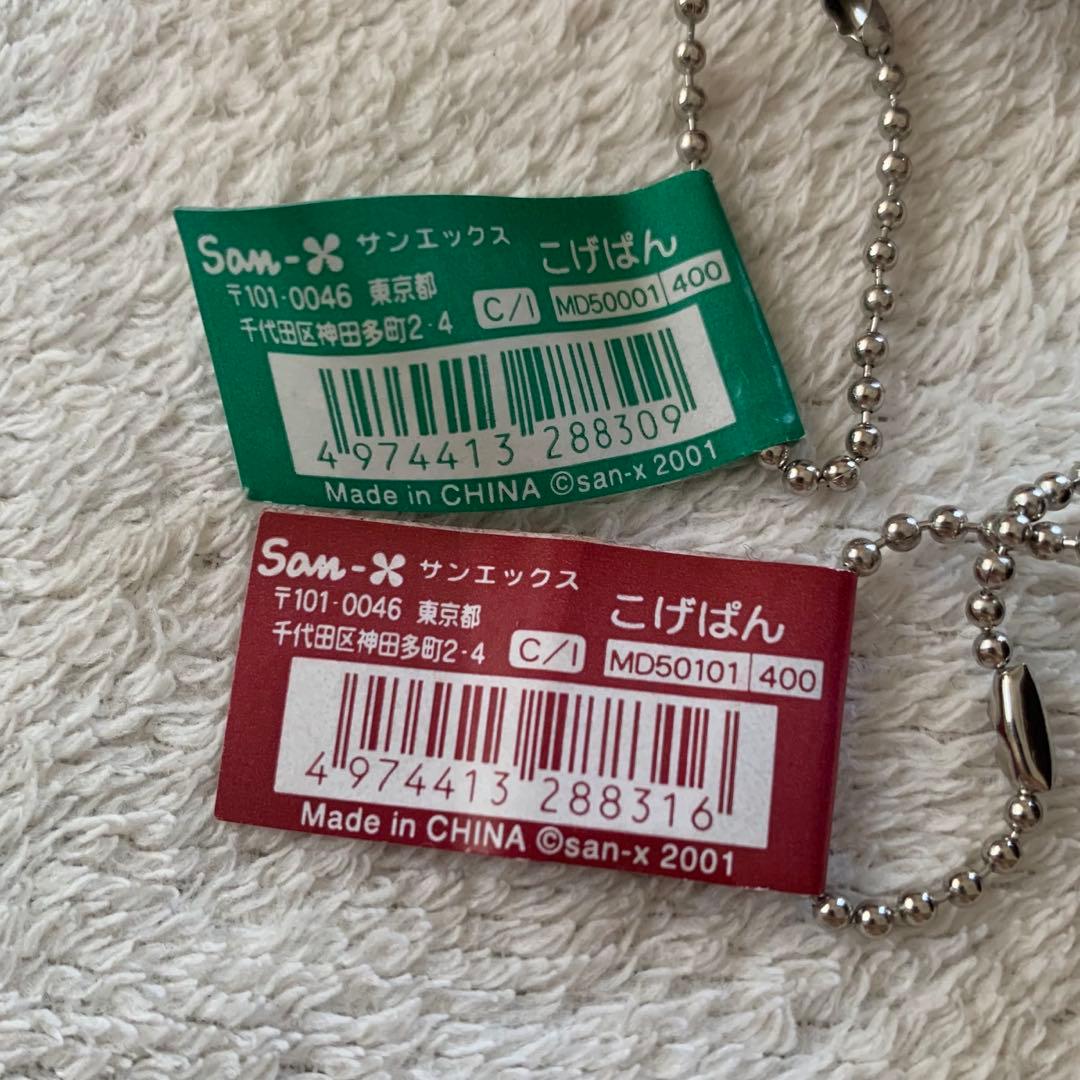 San-X サンエックス こげぱん
〒101-0046 東京都
千代田区神田多町2-4 C/I MD50001 400
4 974413 288309
Made in CHINA ©san-x 2001
San-X サンエックス こげぱん
〒101-0046 東京都
千代田区神田多町2-4 C/I MD50101 400
4 974413 288316
Made in CHINA ©san-x 2001